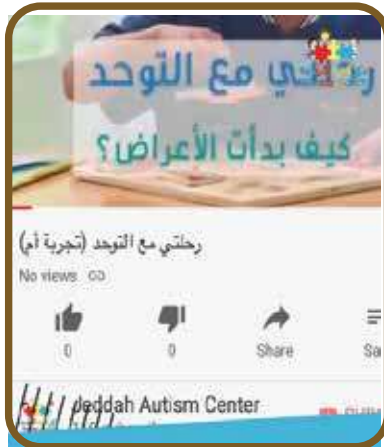 رحلتي مع التوحد
كيف بدأت الأعراض؟
رحلتي مع التوحد (تجربة أم)
No views
0
0
Share
Jeddah Autism Center